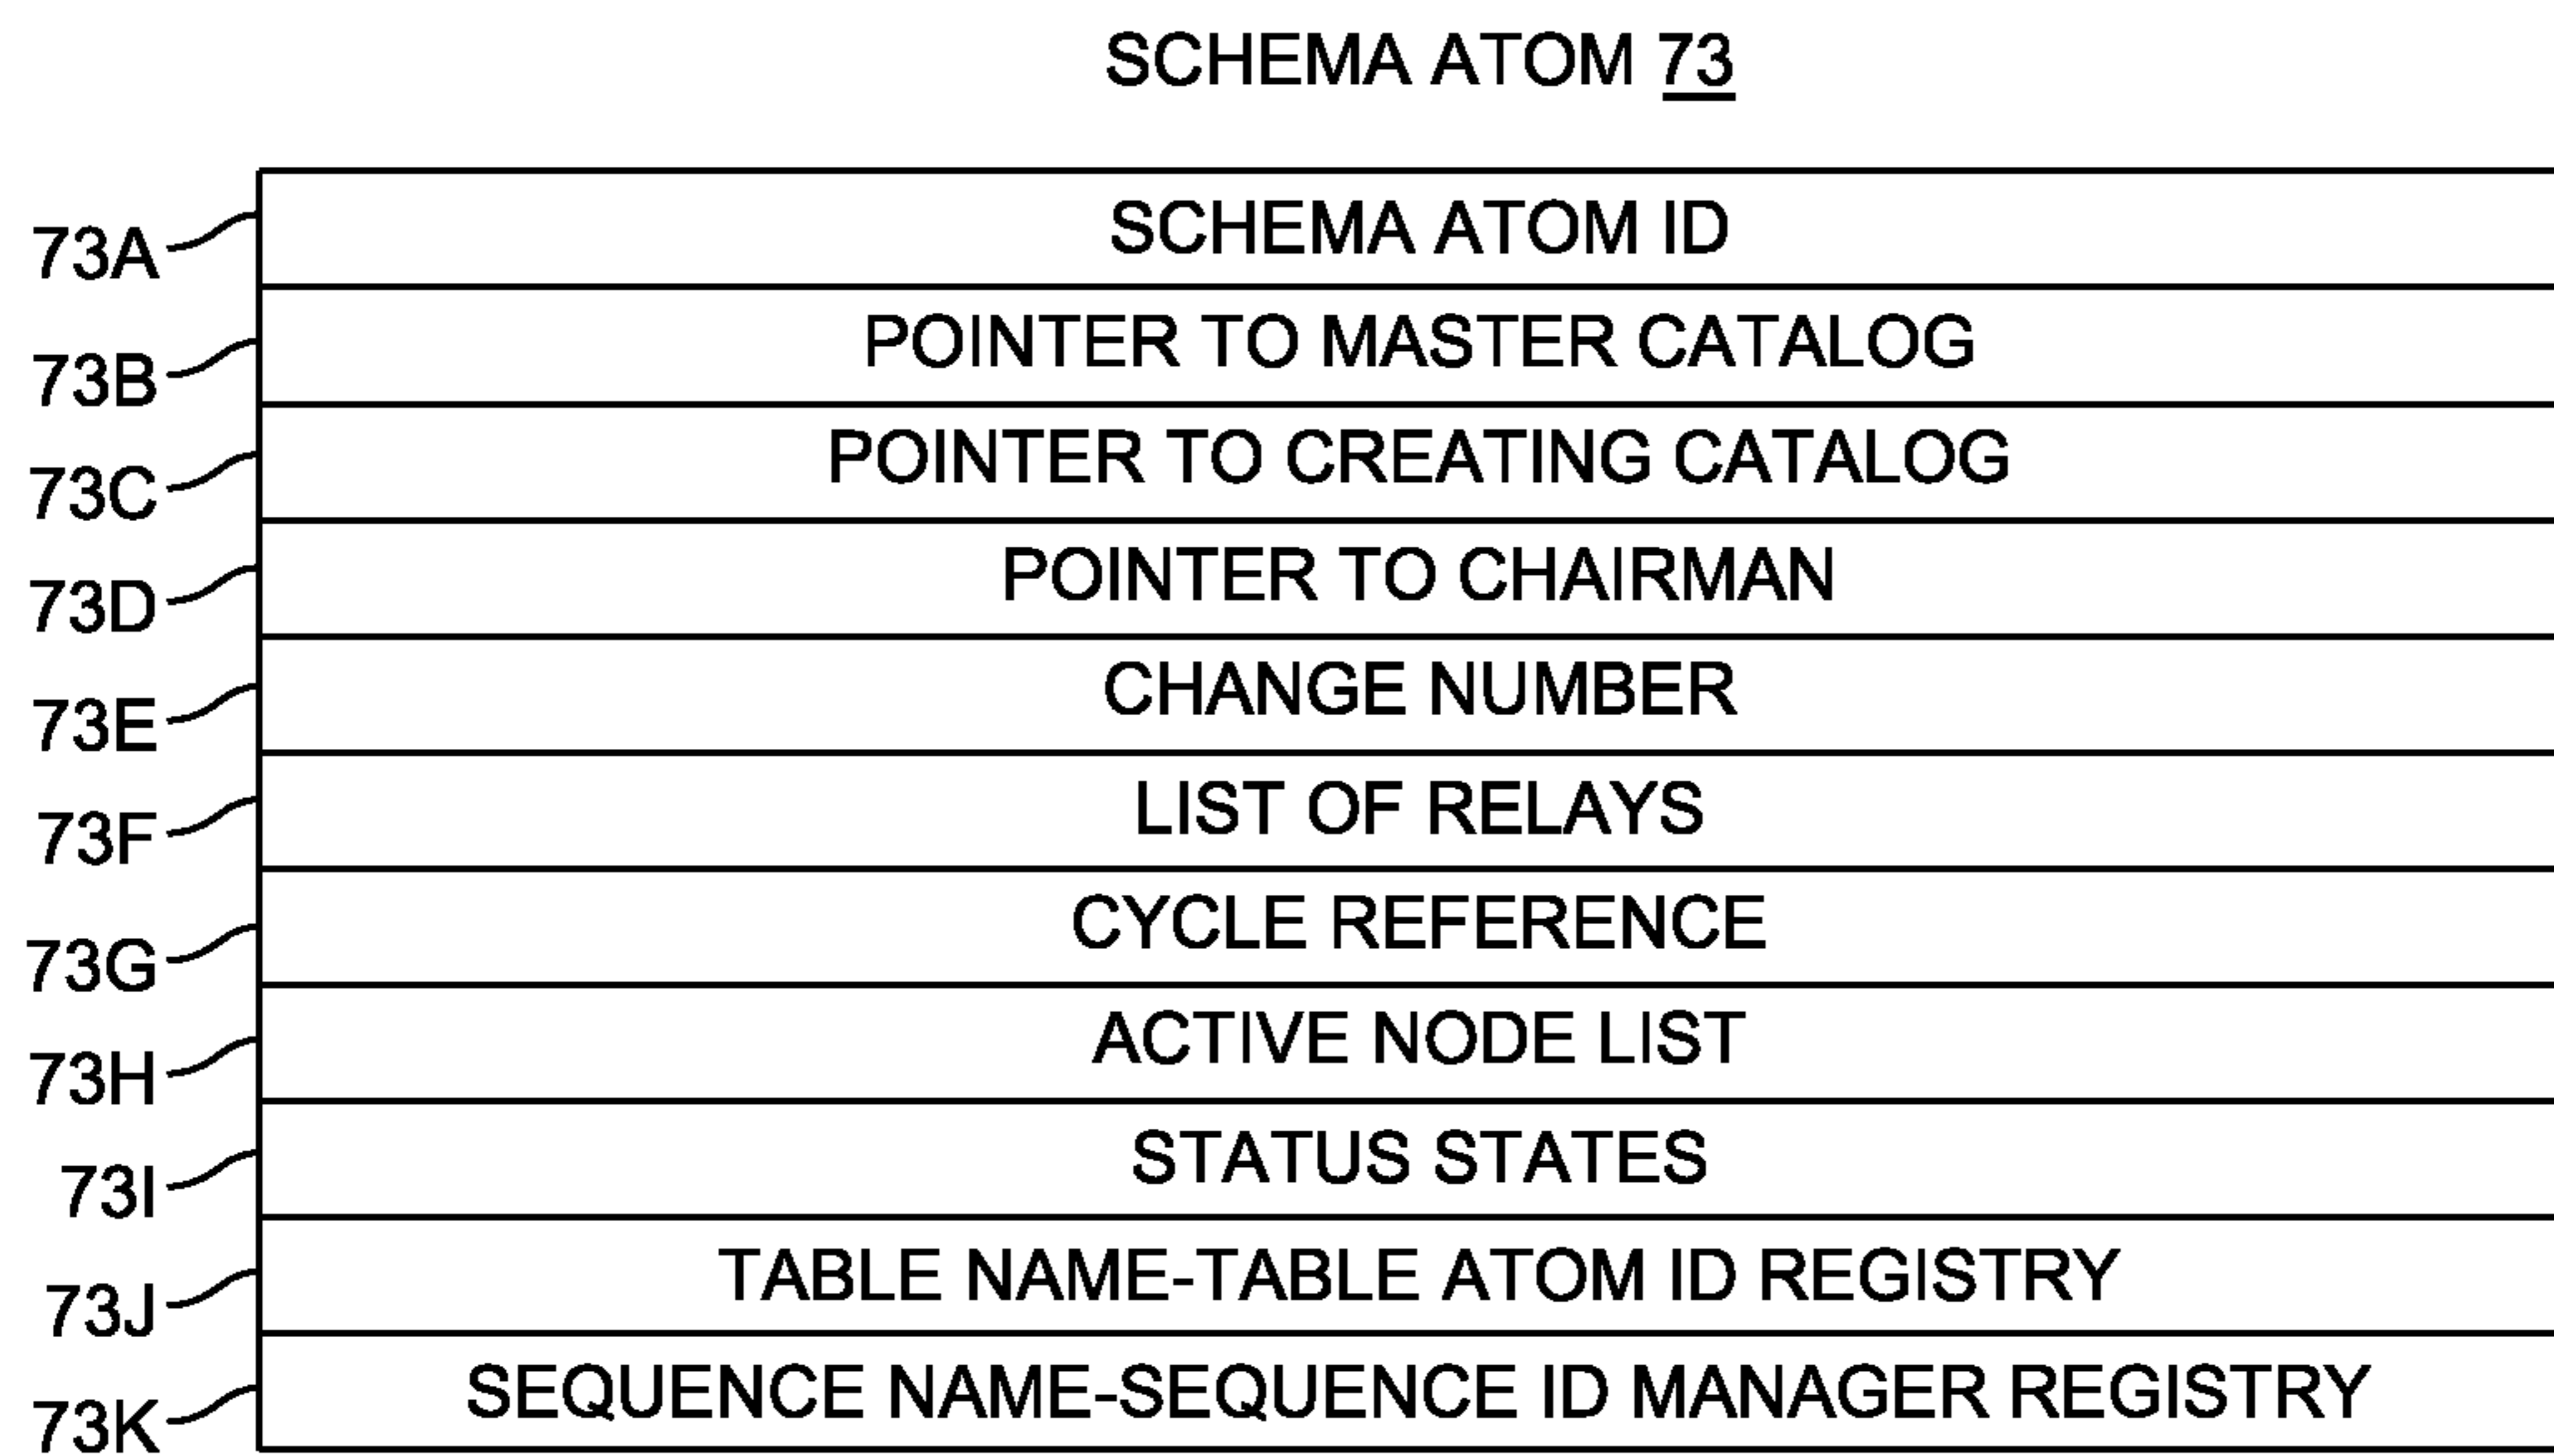 SCHEMA ATOM 73
73A SCHEMA ATOM ID
73B POINTER TO MASTER CATALOG
73C POINTER TO CREATING CATALOG
73D POINTER TO CHAIRMAN
73E CHANGE NUMBER
73F LIST OF RELAYS
73G CYCLE REFERENCE
73H ACTIVE NODE LIST
73I STATUS STATES
73J TABLE NAME-TABLE ATOM ID REGISTRY
73K SEQUENCE NAME-SEQUENCE ID MANAGER REGISTRY